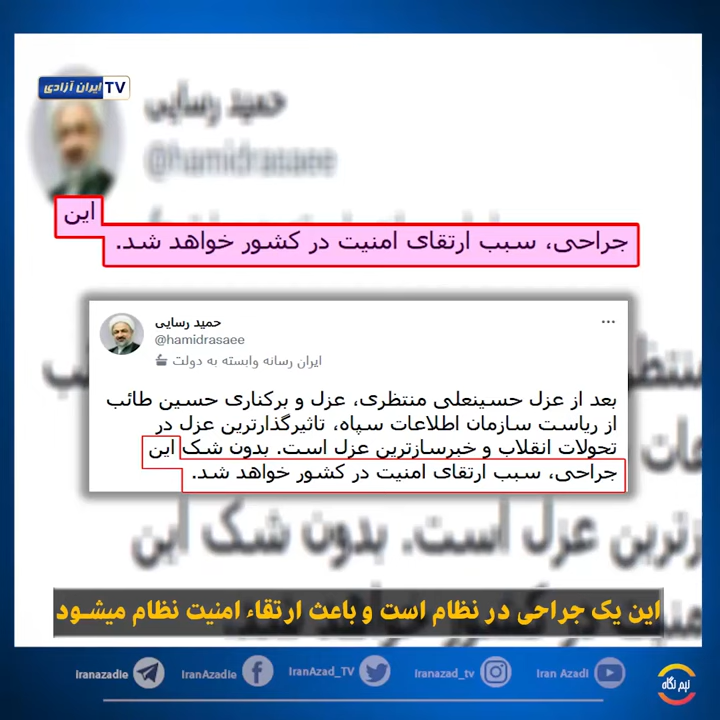 ایران آزادی TV
حمید رسایی
@hamidrasaee
این
جراحی، سبب ارتقای امنیت در کشور خواهد شد.
حمید رسایی
@hamidrasaee
ایران رسانه وابسته به دولت
بعد از عزل حسینعلی منتظری، عزل و برکناری حسین طائب
از ریاست سازمان اطلاعات سپاه، تاثیرگذارترین عزل در
تحولات انقلاب و خبرسازترین عزل است. بدون شک این
جراحی، سبب ارتقای امنیت در کشور خواهد شد.
منتظر
زترین عزل است. بدون شک این
این یک جراحی در نظام است و باعث ارتقاء امنیت نظام میشود
Iranazadie
IranAzadie
IranAzad_TV
Iranazad_tv
Iran Azadi
نیم نگاه